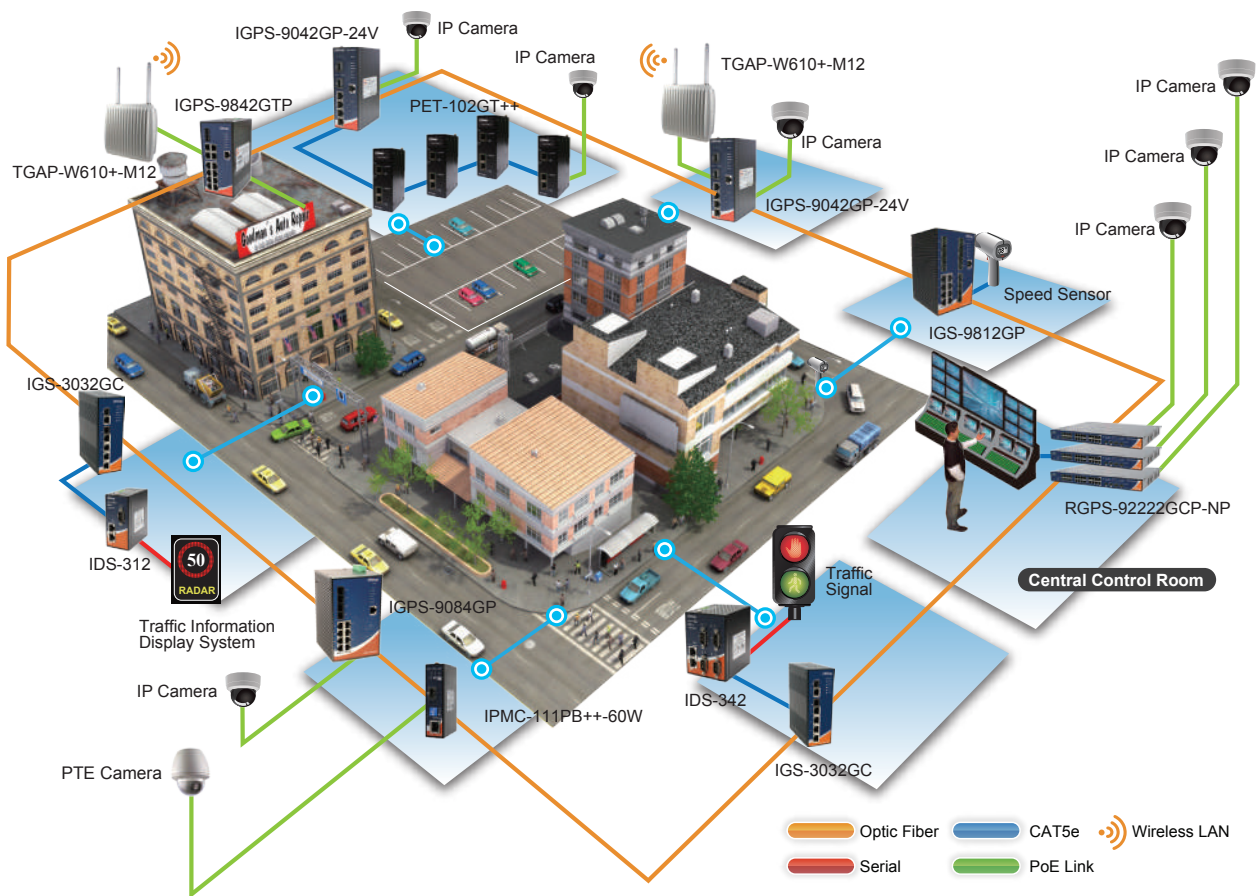 IGPS-9042GP-24V
IP Camera
IP Camera
TGAP-W610+-M12
IP Camera
IGPS-9842GTP
PET-102GT++
IP Camera
IP Camera
TGAP-W610+-M12
IGPS-9042GP-24V
IP Camera
Goodman's Auto Repair
Speed Sensor
IGS-9812GP
IGS-3032GC
RGPS-92222GCP-NP
IDS-312
50
RADAR
Traffic
Signal
Central Control Room
IGPS-9084GP
Traffic Information
Display System
IP Camera
IDS-342
IPMC-111PB++-60W
PTE Camera
IGS-3032GC
Optic Fiber
CAT5e
Wireless LAN
Serial
PoE Link